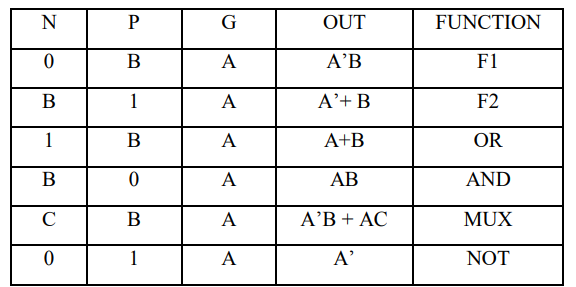 N P G OUT FUNCTION
0 B A A’B F1
B 1 A A’+ B F2
1 B A A+B OR
B 0 A AB AND
C B A A’B + AC MUX
0 1 A A’ NOT